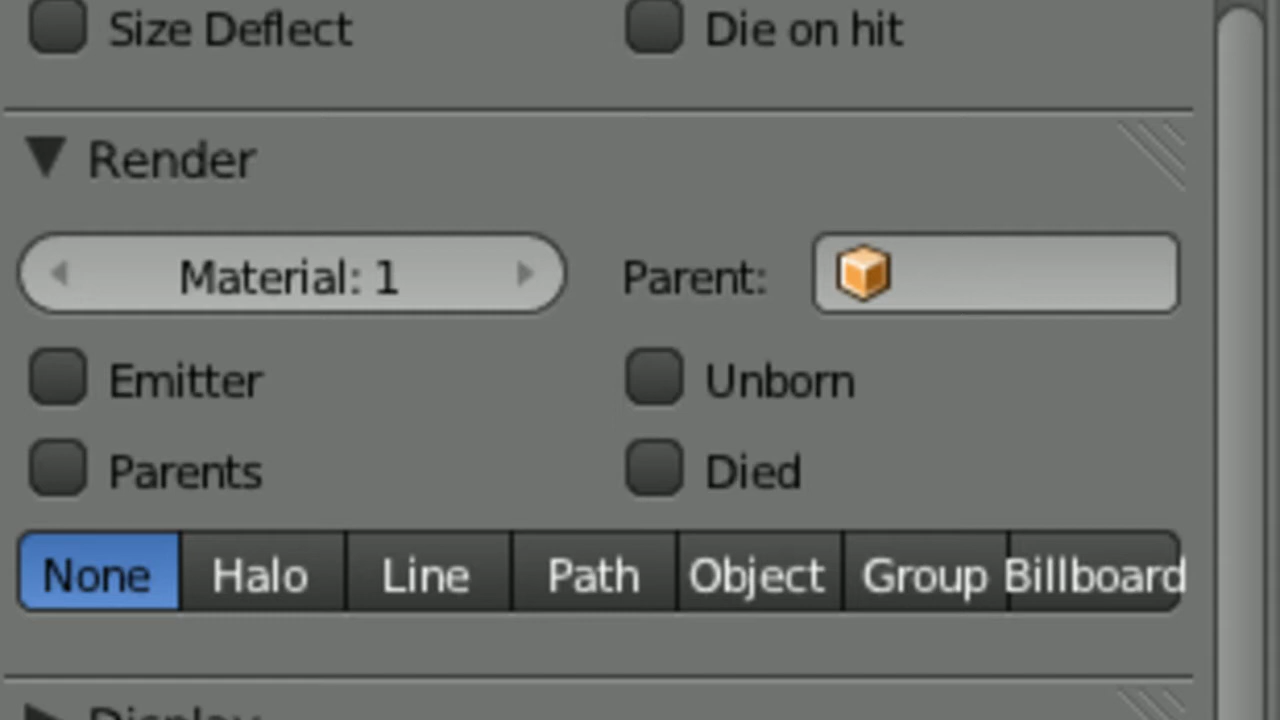 Size Deflect Die on hit
Render
Material: 1 Parent:
Emitter Unborn
Parents Died
None Halo Line Path Object Group Billboard
Display